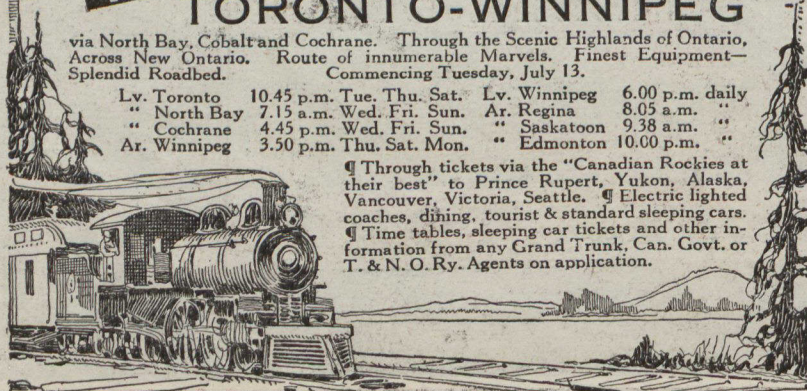 TORONTO-WINNIPEG
via North Bay, Cobalt and Cochrane. Through the Scenic Highlands of Ontario,
Across New Ontario. Route of innumerable Marvels. Finest Equipment—
Splendid Roadbed. Commencing Tuesday, July 13.
Lv. Toronto 10.45 p.m. Tue. Thu. Sat. Lv. Winnipeg 6.00 p.m. daily
" North Bay 7.15 a.m. Wed. Fri. Sun. Ar. Regina 8.05 a.m. "
" Cochrane 4.45 p.m. Wed. Fri. Sun. " Saskatoon 9.38 a.m. "
Ar. Winnipeg 3.50 p.m. Thu. Sat. Mon. " Edmonton 10.00 p.m. "
¶ Through tickets via the "Canadian Rockies at
their best" to Prince Rupert, Yukon, Alaska,
Vancouver, Victoria, Seattle. ¶ Electric lighted
coaches, dining, tourist & standard sleeping cars.
¶ Time tables, sleeping car tickets and other in-
formation from any Grand Trunk, Can. Govt. or
T. & N. O. Ry. Agents on application.